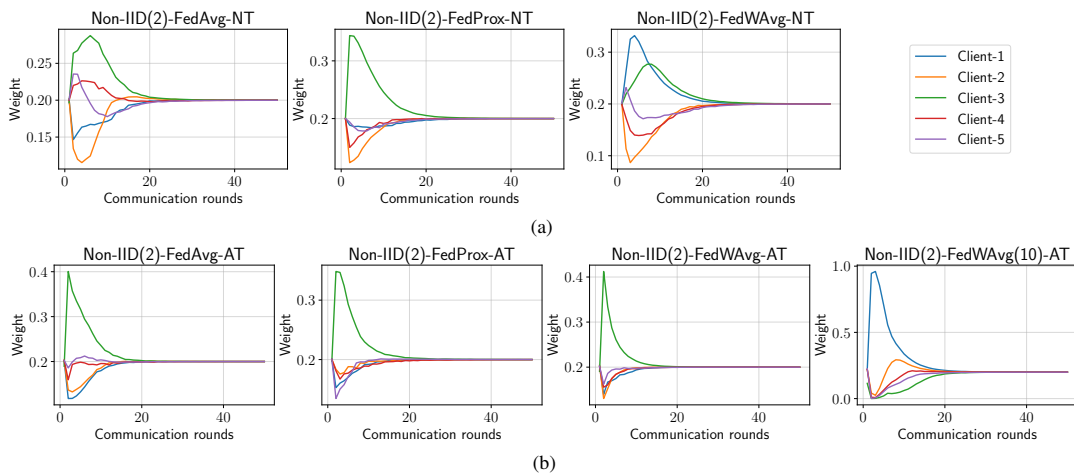 Non-IID(2)-FedAvg-NT
Non-IID(2)-FedProx-NT
Non-IID(2)-FedWAvg-NT
Weight
0.25
0.20
0.15
0 20 40
Communication rounds
Weight
0.3
0.2
0 20 40
Communication rounds
Weight
0.3
0.2
0.1
0 20 40
Communication rounds
Client-1
Client-2
Client-3
Client-4
Client-5
(a)
Non-IID(2)-FedAvg-AT
Non-IID(2)-FedProx-AT
Non-IID(2)-FedWAvg-AT
Non-IID(2)-FedWAvg(10)-AT
Weight
0.4
0.3
0.2
0 20 40
Communication rounds
Weight
0.3
0.2
0 20 40
Communication rounds
Weight
0.4
0.3
0.2
0 20 40
Communication rounds
Weight
1.0
0.5
0.0
0 20 40
Communication rounds
(b)